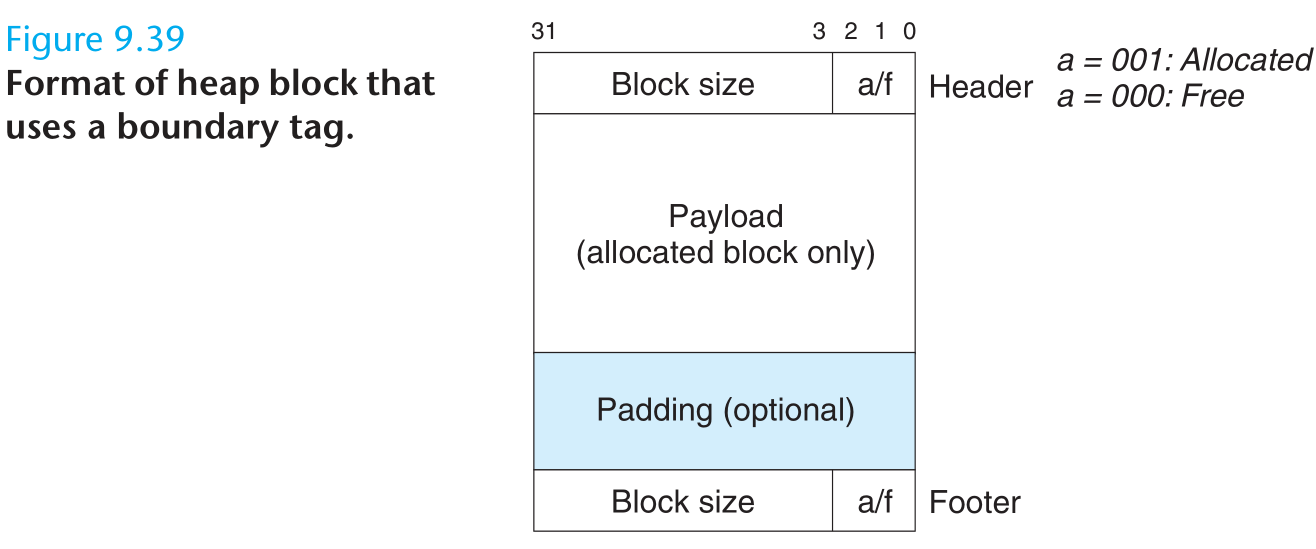 Figure 9.39
Format of heap block that
uses a boundary tag.
31 3 2 1 0
Block size a/f Header
a = 001: Allocated
a = 000: Free
Payload
(allocated block only)
Padding (optional)
Block size a/f Footer